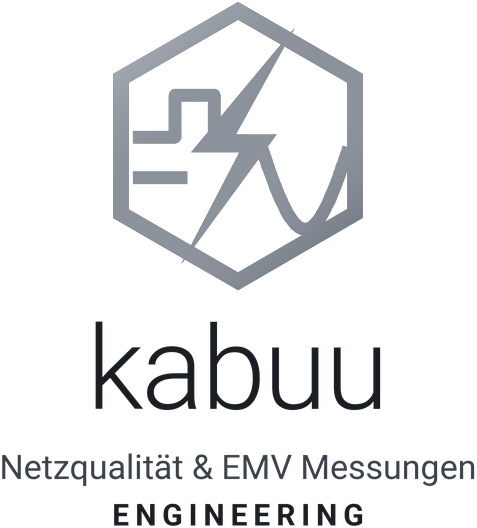 kabuu
Netzqualität & EMV Messungen
ENGINEERING